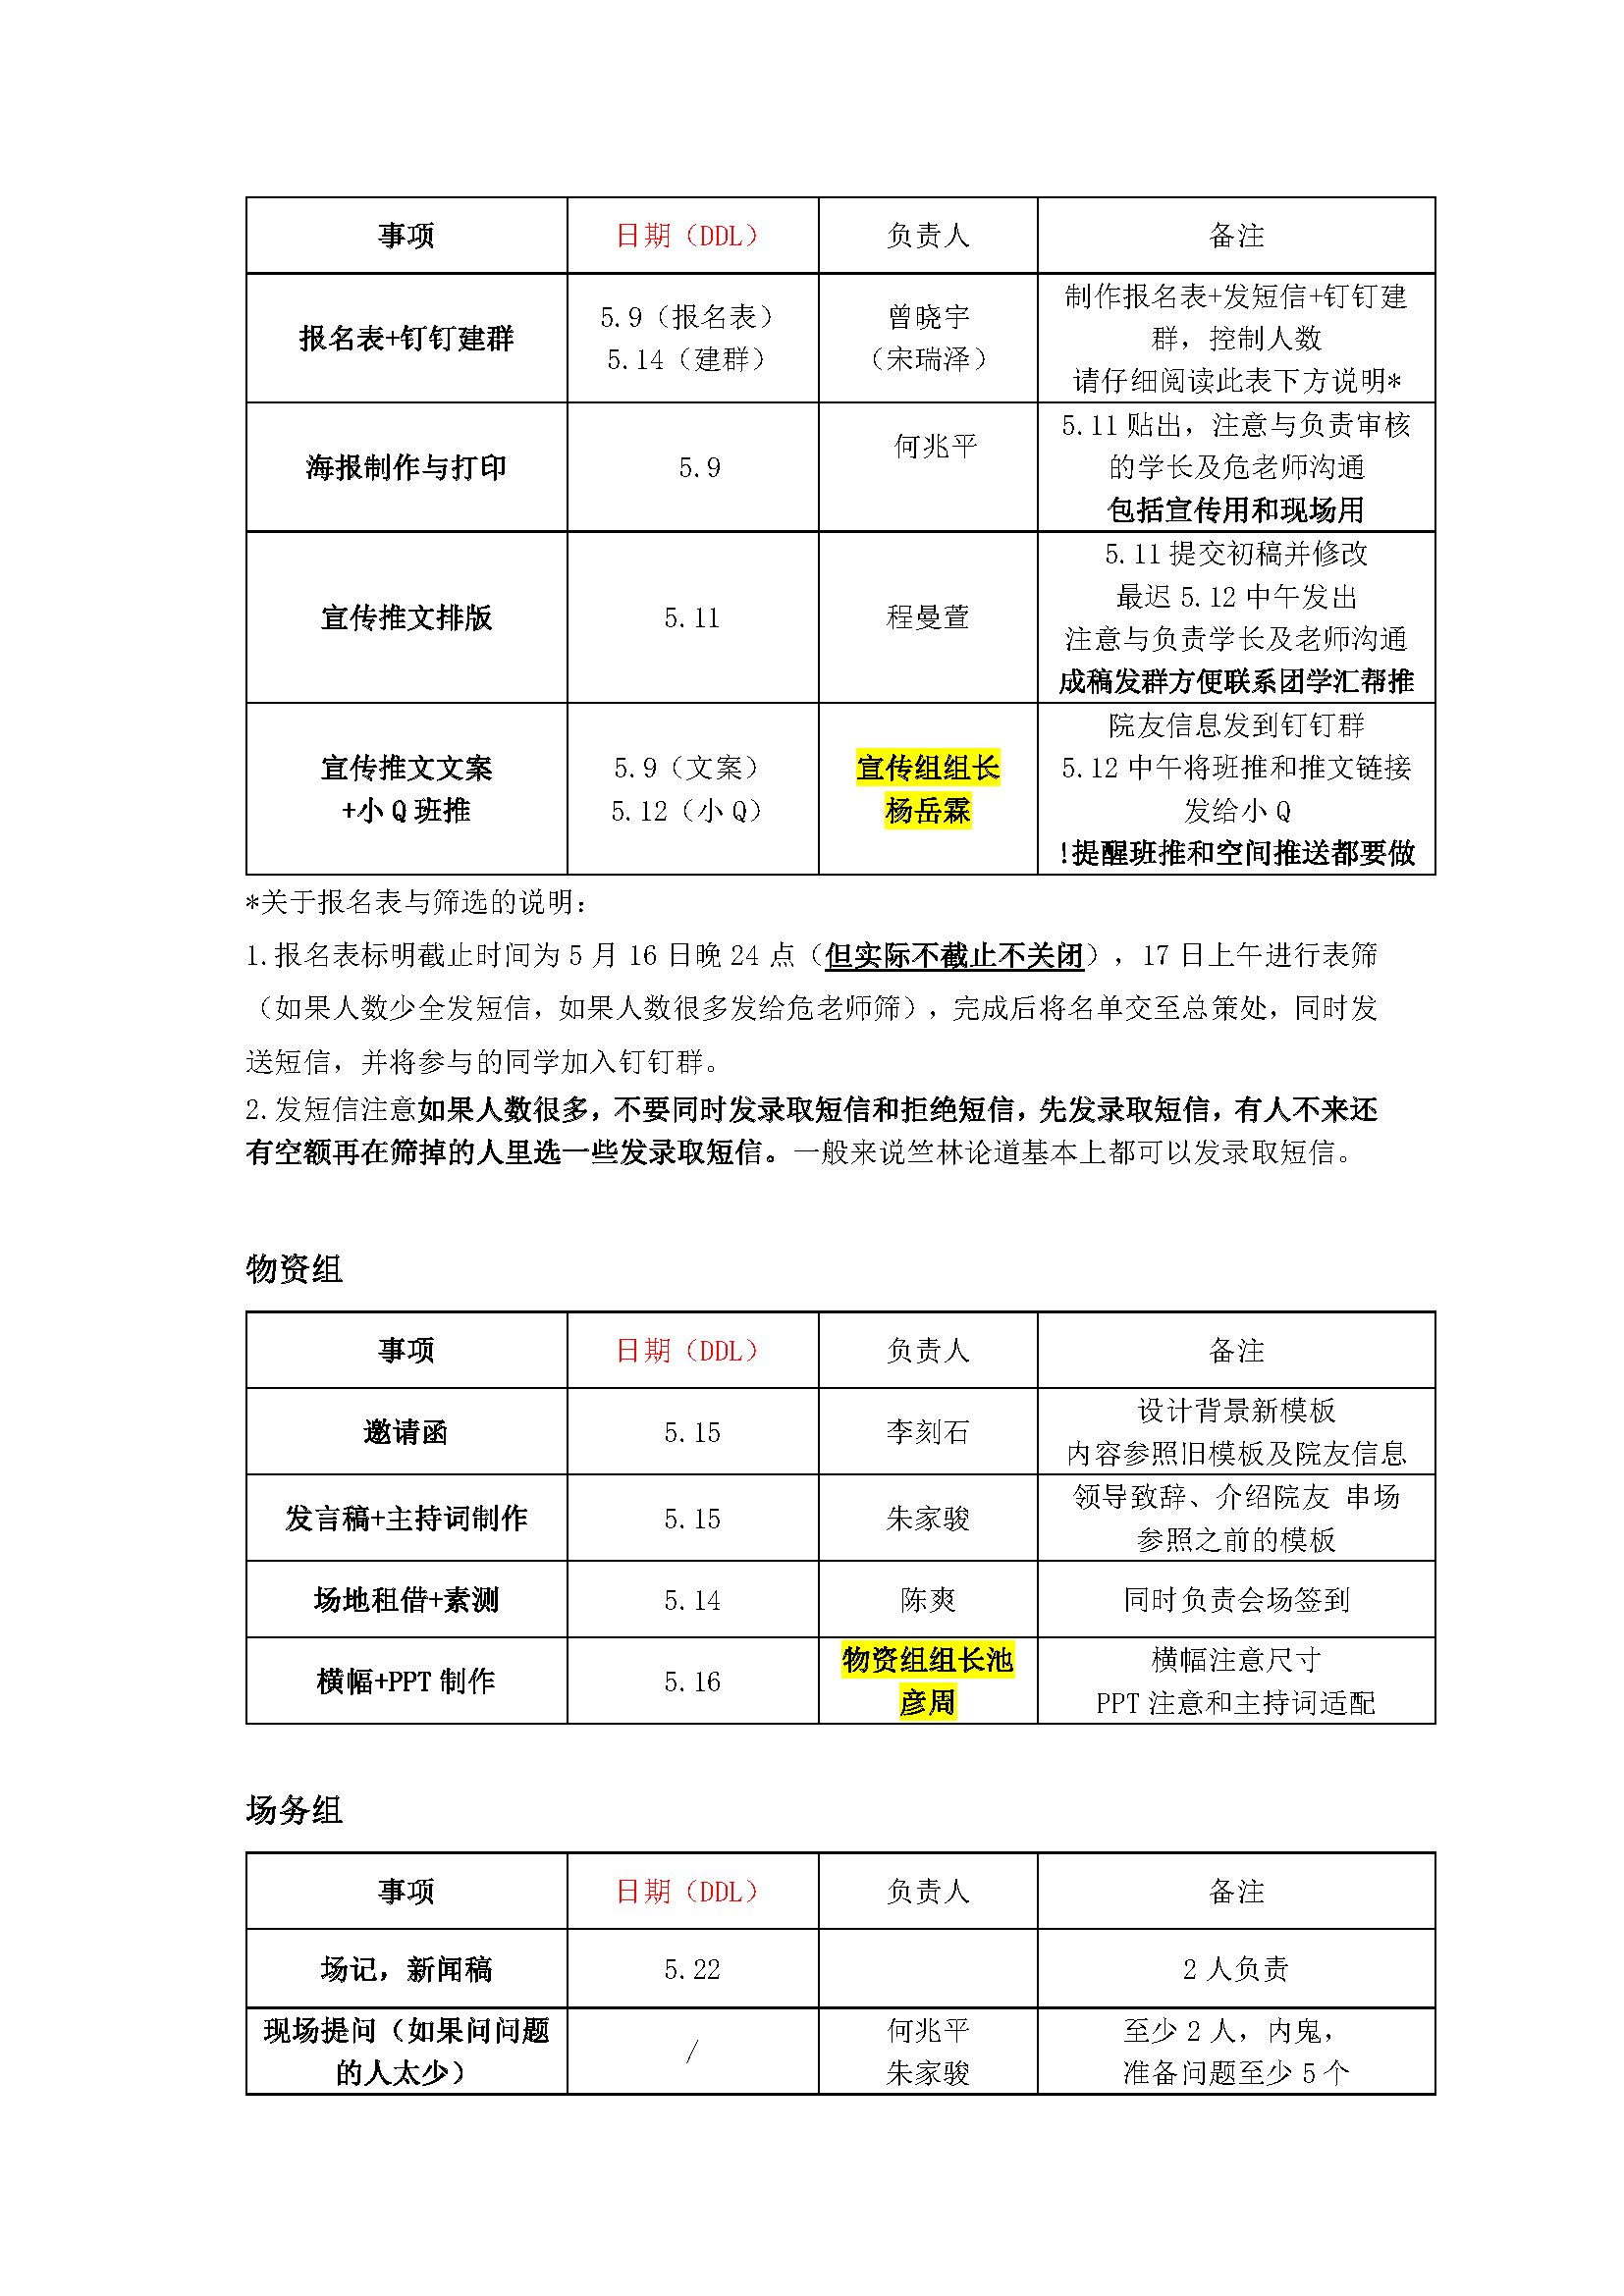 事项 日期（DDL） 负责人 备注
报名表+钉钉建群
5.9（报名表）
5.14（建群）
曾晓宇
（宋瑞泽）
制作报名表+发短信+钉钉建
群，控制人数
请仔细阅读此表下方说明*
海报制作与打印
5.9
何兆平
5.11 贴出，注意与负责审核
的学长及危老师沟通
包括宣传用和现场用
宣传推文排版
5.11
程曼萱
5.11 提交初稿并修改
最迟 5.12 中午发出
注意与负责学长及老师沟通
成稿发群方便联系团学汇帮推
宣传推文文案
+小 Q 班推
5.9（文案）
5.12（小 Q）
宣传组组长
杨岳霖
院友信息发到钉钉群
5.12 中午将班推和推文链接
发给小 Q
!提醒班推和空间推送都要做
*关于报名表与筛选的说明：
1.报名表标明截止时间为 5 月 16 日晚 24 点（但实际不截止不关闭），17 日上午进行表筛
（如果人数少全发短信，如果人数很多发给危老师筛），完成后将名单交至总策处，同时发
送短信，并将参与的同学加入钉钉群。
2.发短信注意如果人数很多，不要同时发录取短信和拒绝短信，先发录取短信，有人不来还
有空额再在筛掉的人里选一些发录取短信。一般来说竺林论道基本上都可以发录取短信。
物资组
事项 日期（DDL） 负责人 备注
邀请函
5.15
李刻石
设计背景新模板
内容参照旧模板及院友信息
发言稿+主持词制作
5.15
朱家骏
领导致辞、介绍院友 串场
参照之前的模板
场地租借+素测 5.14 陈爽 同时负责会场签到
横幅+PPT 制作
5.16
物资组组长池
彦周
横幅注意尺寸
PPT 注意和主持词适配
场务组
事项 日期（DDL） 负责人 备注
场记，新闻稿 5.22 2 人负责
现场提问（如果问问题
的人太少）
/
何兆平
朱家骏
至少 2 人，内鬼，
准备问题至少 5 个